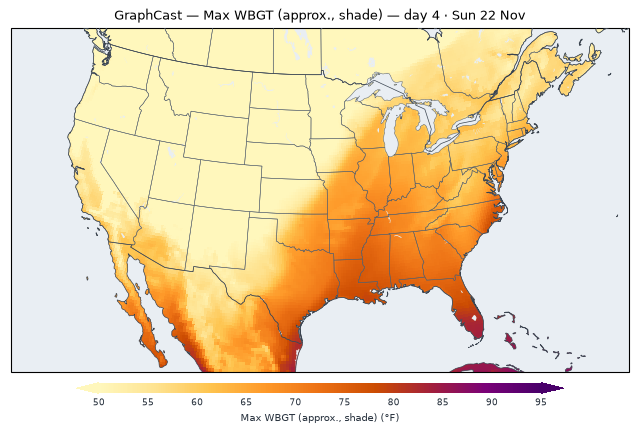 GraphCast — Max WBGT (approx., shade) — day 4 · Sun 22 Nov
50 55 60 65 70 75 80 85 90 95
Max WBGT (approx., shade) (°F)